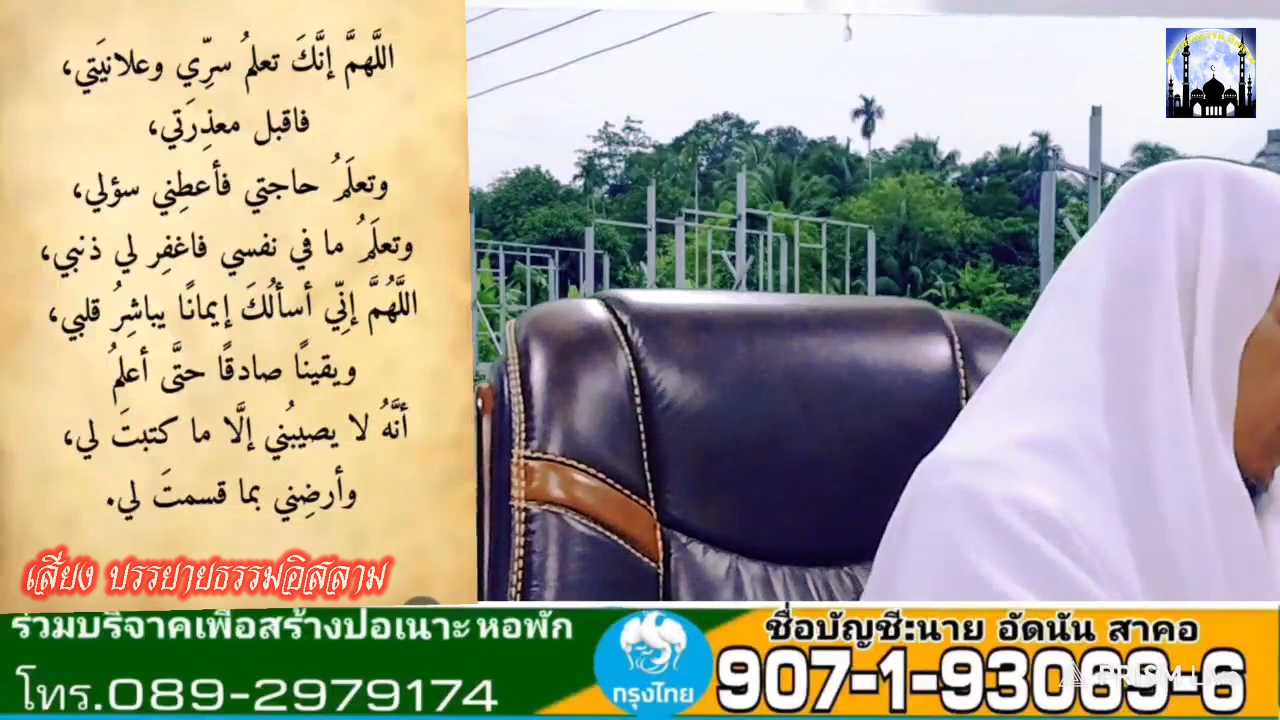 اللَّهمَّ إنَّكَ تعلمُ سرِّي وعلانيَتي،
فاقبل معذِرَتي،
وتعلَمُ حاجتي فأعطِني سؤلي،
وتعلَمُ ما في نفسي فاغفِر لي ذنبي،
اللَّهُمَّ إنِّي أسألُكَ إيمانًا يباشِرُ قلبي،
ويقينًا صادقًا حتَّى أعلمُ
أنَّهُ لا يصيبُني إلَّا ما كتبتَ لي،
وأرضِني بما قسمتَ لي.
เสียง บรรยายธรรมอิสลาม
ร่วมบริจาคเพื่อสร้างปอเนาะหอพัก
โทร.089-2979174
กรุงไทย
ชื่อบัญชี:นาย อัดนัน สาคอ
907-1-93069-6